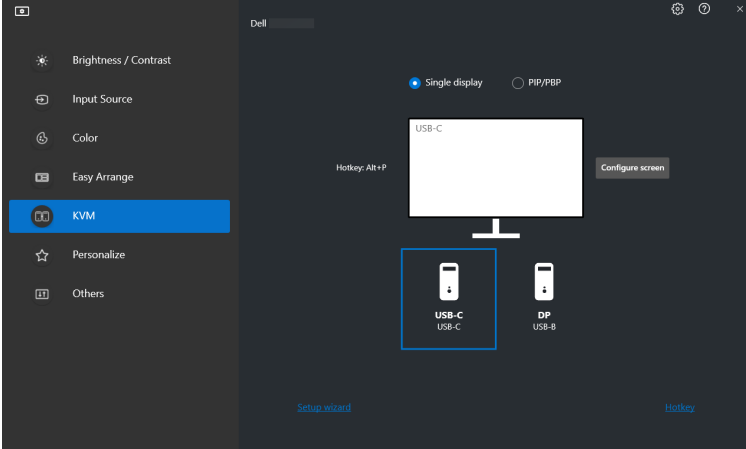 Dell
Brightness / Contrast
Input Source
Color
Easy Arrange
KVM
Personalize
Others
Single display
PIP/PBP
USB-C
Hotkey: Alt+P
Configure screen
USB-C
USB-C
DP
USB-B
Setup wizard
Hotkey